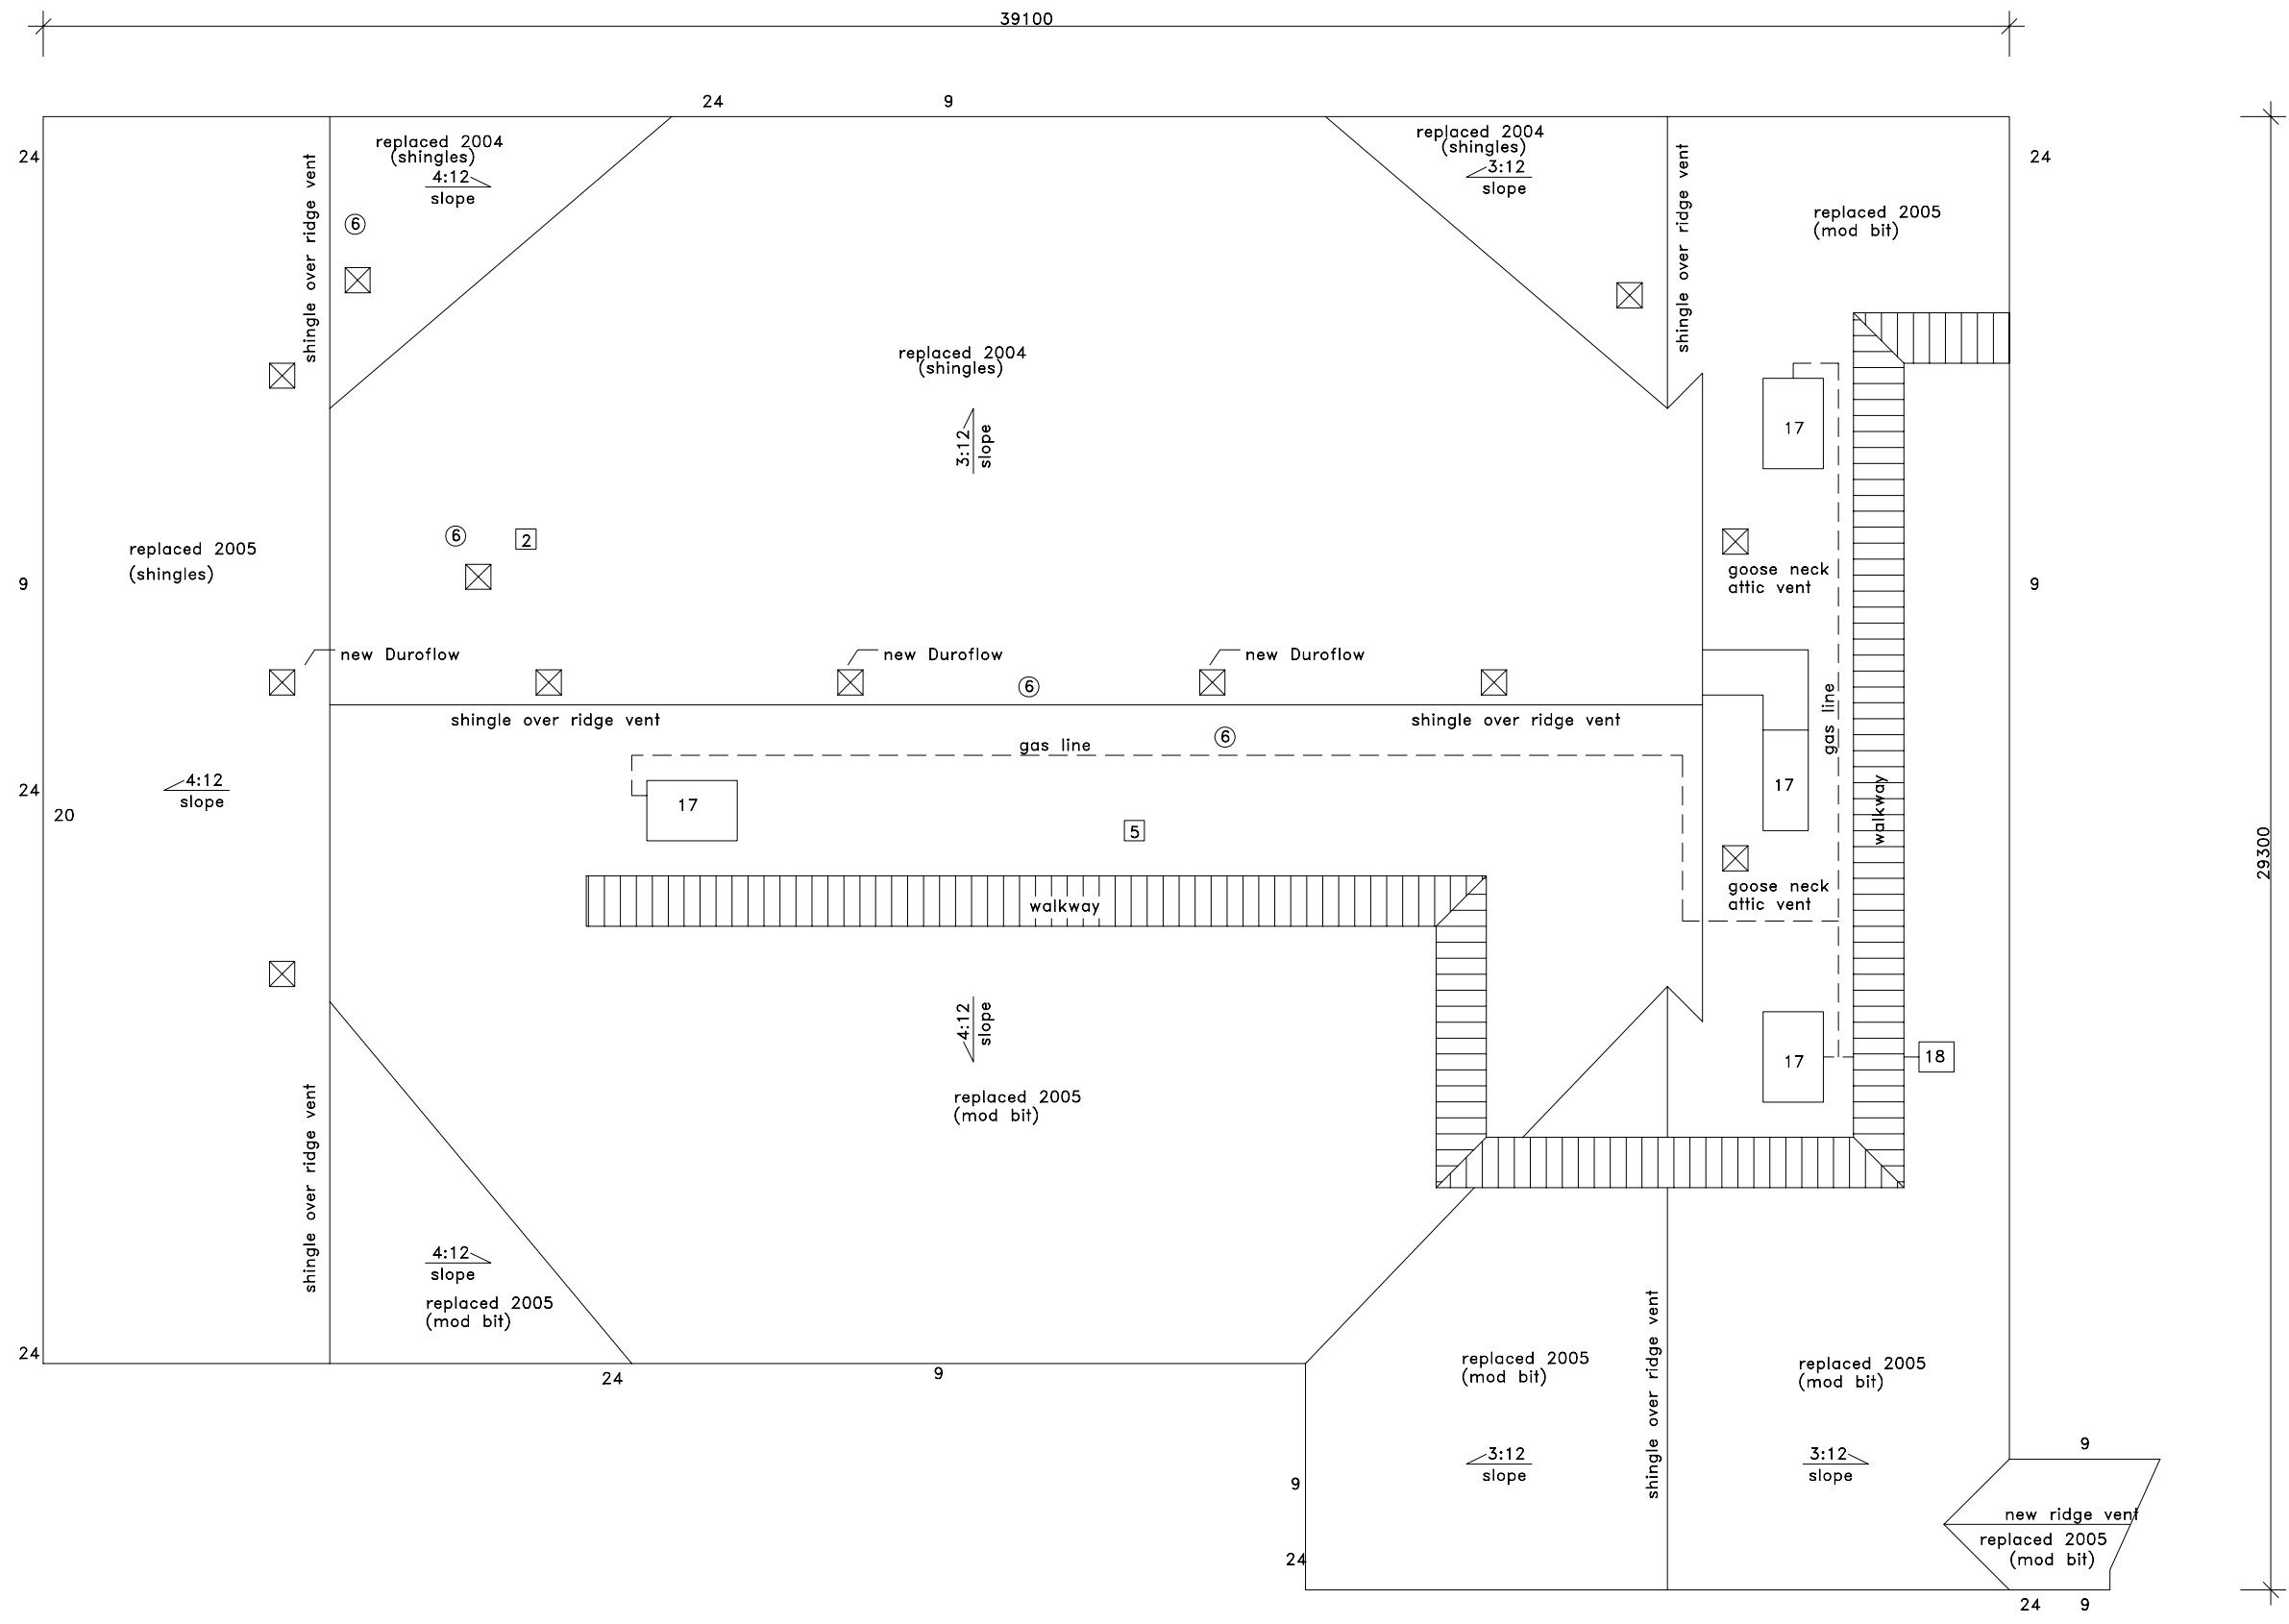 39100
24
9
24
replaced 2004
(shingles)
4:12
slope
shingle over ridge vent
6
replaced 2004
(shingles)
3:12
slope
shingle over ridge vent
24
replaced 2005
(mod bit)
replaced 2004
(shingles)
3:12
slope
17
6
2
replaced 2005
(shingles)
9
goose neck
attic vent
9
new Duroflow
new Duroflow
new Duroflow
6
shingle over ridge vent
shingle over ridge vent
6
gas line
gas line
24
20
4:12
slope
17
17
5
walkway
walkway
29300
goose neck
attic vent
4:12
slope
17
18
replaced 2005
(mod bit)
shingle over ridge vent
4:12
slope
replaced 2005
(mod bit)
24
24
9
shingle over ridge vent
replaced 2005
(mod bit)
replaced 2005
(mod bit)
3:12
slope
3:12
slope
9
9
new ridge vent
replaced 2005
(mod bit)
24
24
9